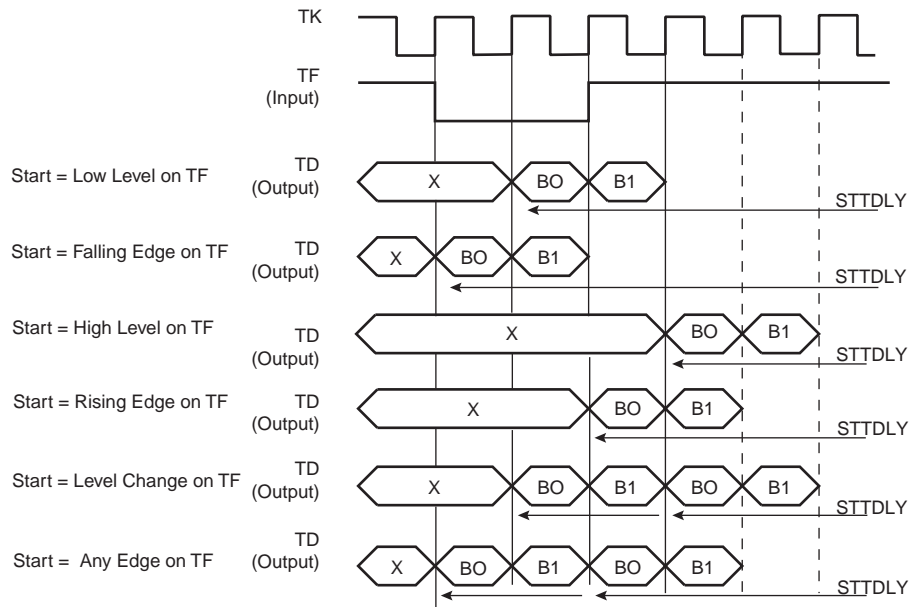 TK
TF
(Input)
Start = Low Level on TF
TD
(Output)
X
BO
B1
STTDLY
Start = Falling Edge on TF
TD
(Output)
X
BO
B1
STTDLY
Start = High Level on TF
TD
(Output)
X
BO
B1
STTDLY
Start = Rising Edge on TF
TD
(Output)
X
BO
B1
STTDLY
Start = Level Change on TF
TD
(Output)
X
BO
B1
BO
B1
STTDLY
Start = Any Edge on TF
TD
(Output)
X
BO
B1
BO
B1
STTDLY